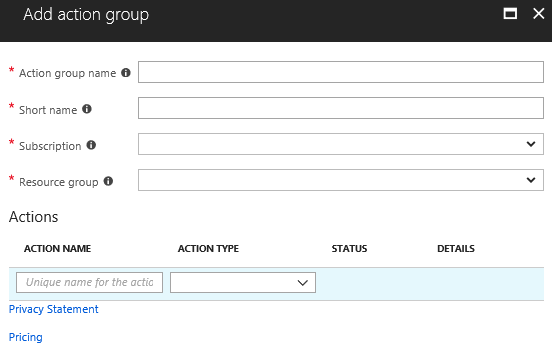 Add action group
* Action group name
* Short name
* Subscription
* Resource group
Actions
ACTION NAME ACTION TYPE STATUS DETAILS
Unique name for the actio
Privacy Statement
Pricing